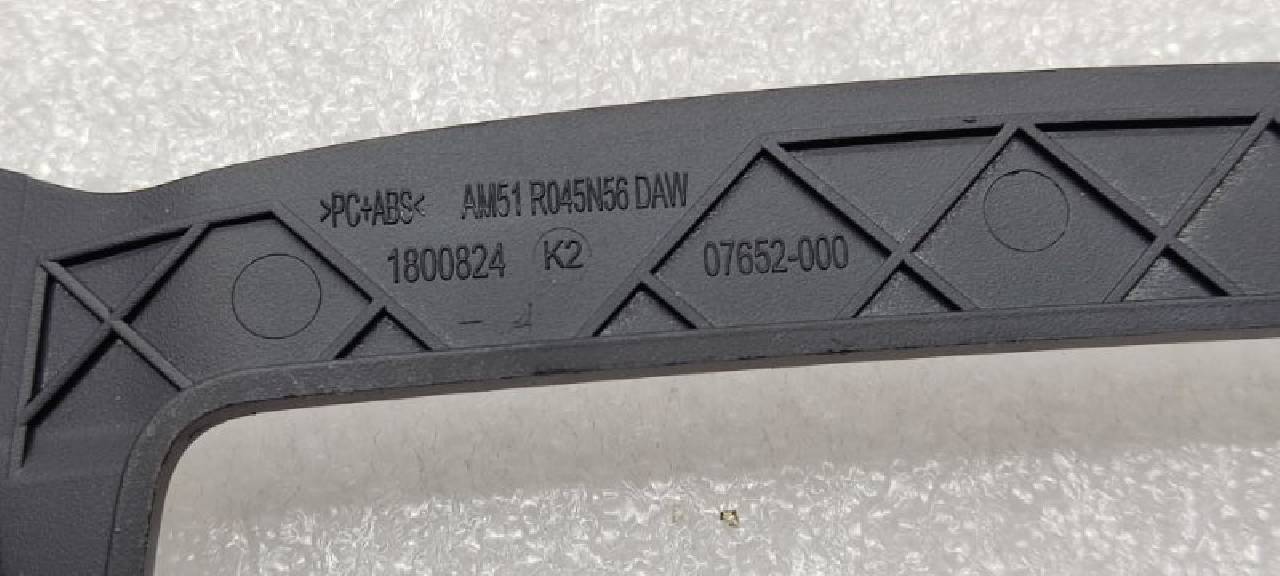 >PC+ABS< AM51 R045N56 DAW
1800824 K2 07652-000